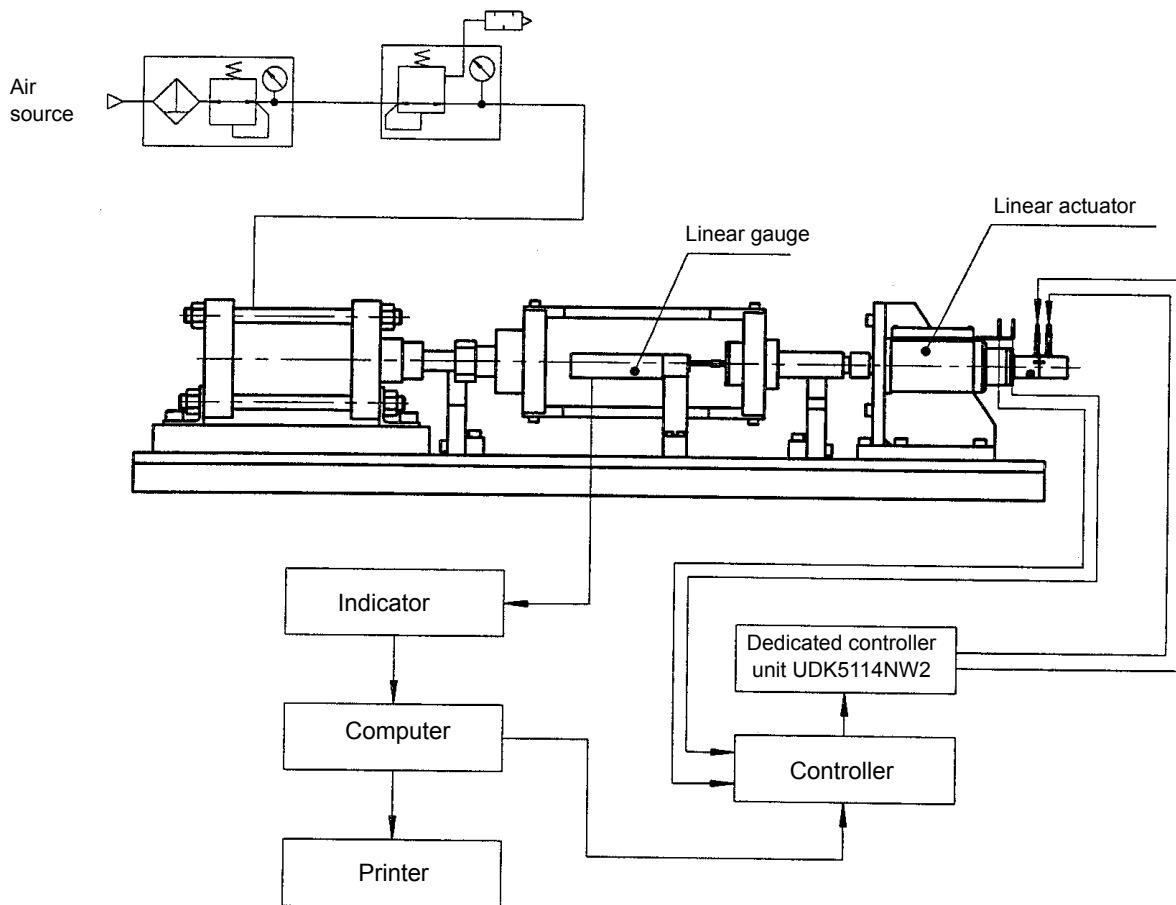 Air
source
Linear gauge
Linear actuator
Indicator
Dedicated controller
unit UDK5114NW2
Computer
Controller
Printer